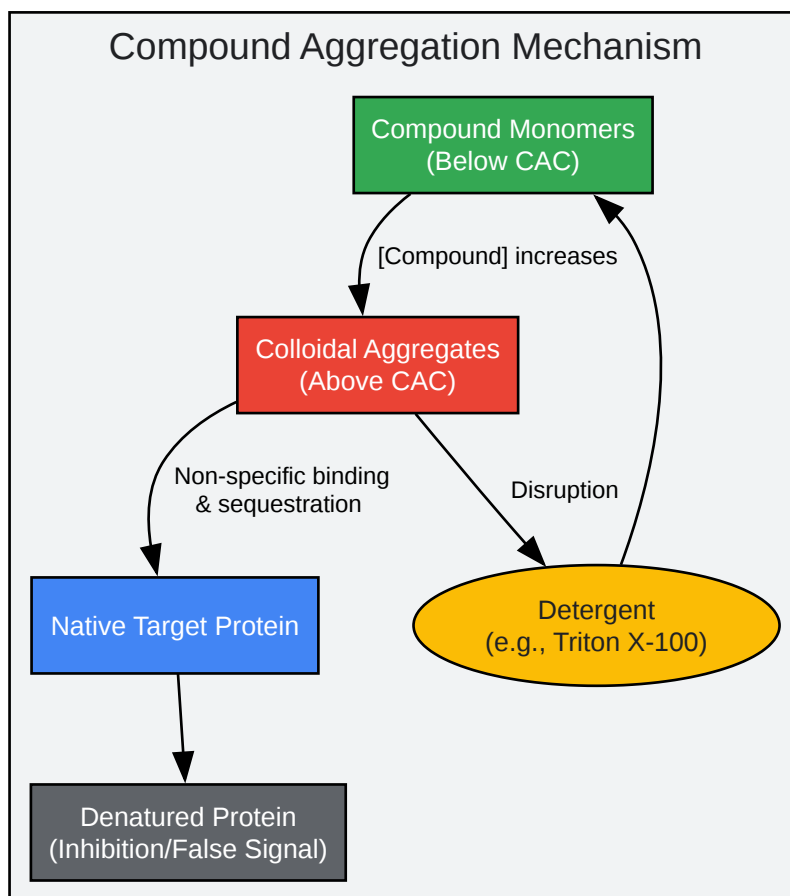 Compound Aggregation Mechanism
Compound Monomers
(Below CAC)
[Compound] increases
Colloidal Aggregates
(Above CAC)
Non-specific binding
& sequestration
Disruption
Native Target Protein
Detergent
(e.g., Triton X-100)
Denatured Protein
(Inhibition/False Signal)